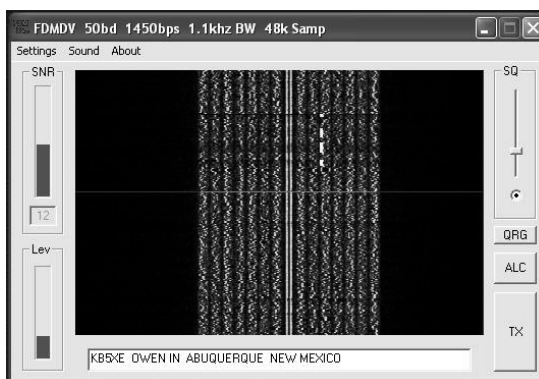 FDMDV 50bd 1450bps 1.1khz BW 48k Samp
Settings Sound About
SNR
SQ
12
QRG
Lev
ALC
TX
KB5XE OWEN IN ABUQUERQUE NEW MEXICO